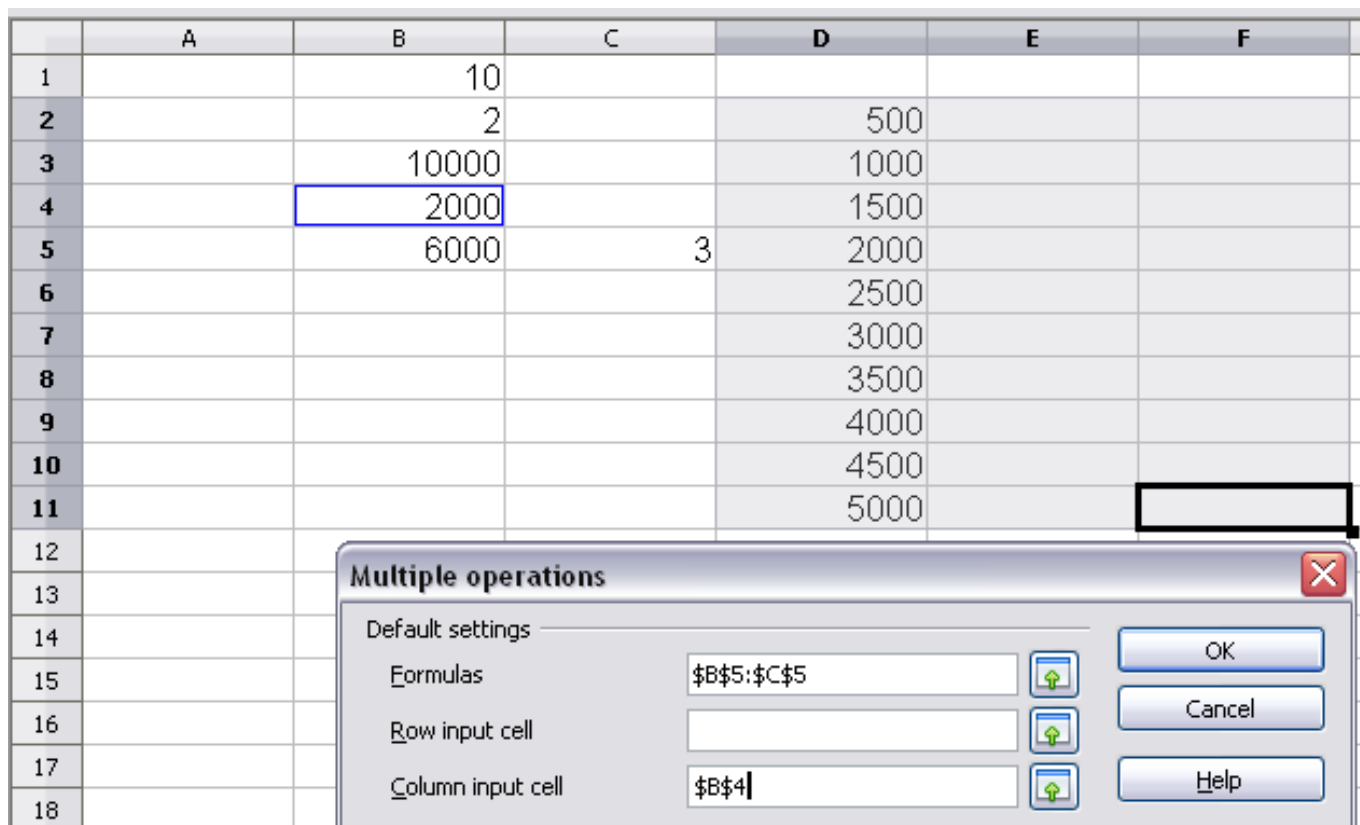 A B C D E F
1 10
2 2 500
3 10000 1000
4 2000 1500
5 6000 3 2000
6 2500
7 3000
8 3500
9 4000
10 4500
11 5000
12
13
14
15
16
17
18
Multiple operations
Default settings
Formulas $B$5:$C$5
Row input cell
Column input cell $B$4
OK
Cancel
Help